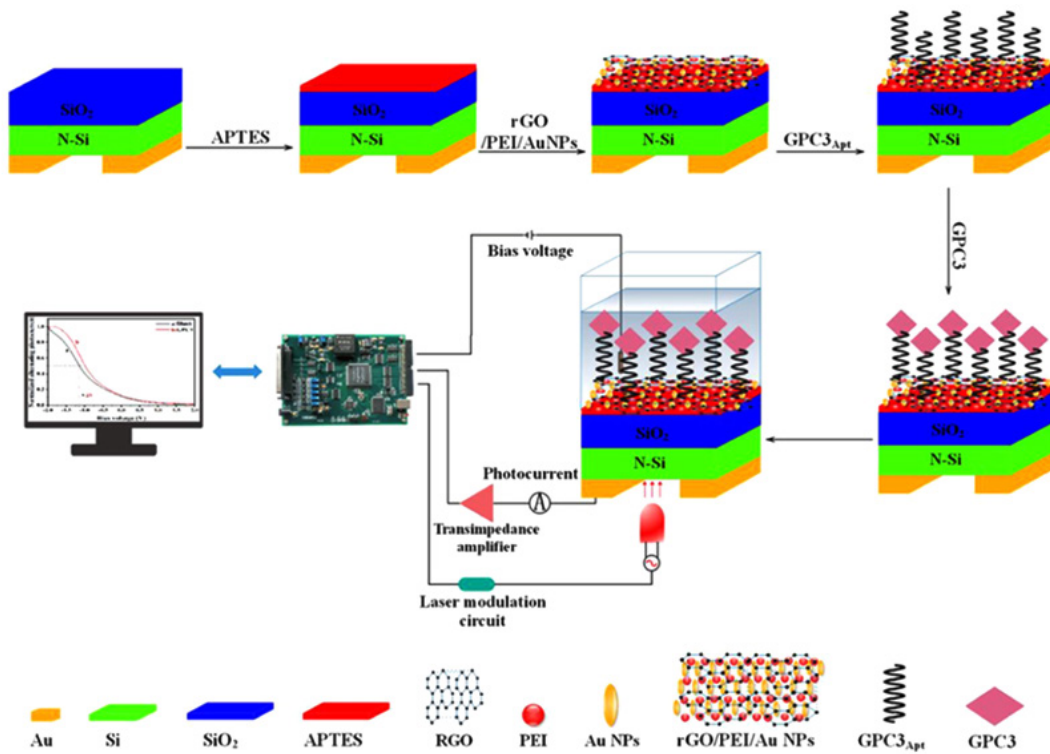 SiO₂
N-Si
APTES
SiO₂
N-Si
rGO
/PEI/AuNPs
SiO₂
N-Si
GPC3Apt
SiO₂
N-Si
GPC3
Bias voltage
SiO₂
N-Si
SiO₂
N-Si
Photocurrent
A
Transimpedance
amplifier
Laser modulation
circuit
Bias voltage (V)
Au
Si
SiO₂
APTES
RGO
PEI
Au NPs
rGO/PEI/Au NPs
GPC3Apt
GPC3